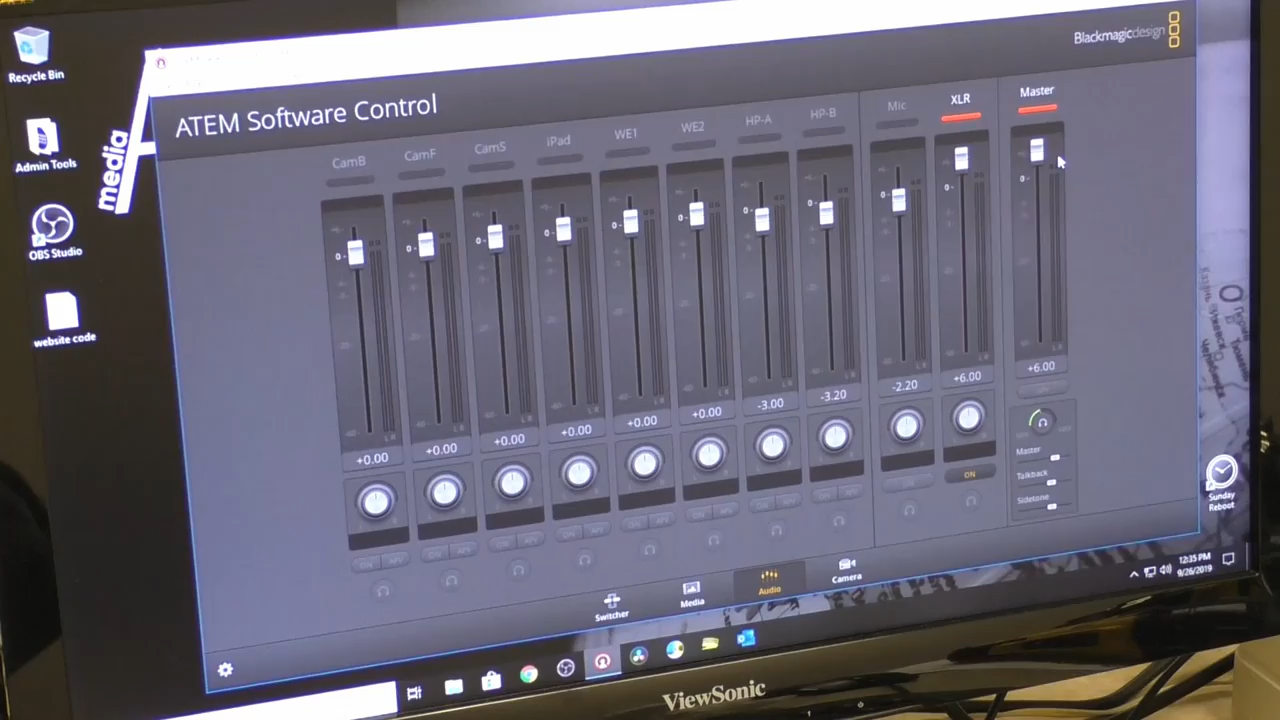 Recycle Bin
Admin Tools
OBS Studio
website code
media
Blackmagicdesign
ATEM Software Control
CamB
CamF
CamS
iPad
WE1
WE2
HP-A
HP-B
Mic
XLR
Master
+0.00
+0.00
+0.00
+0.00
+0.00
+0.00
-3.00
-3.20
-2.20
+6.00
+6.00
ON
Master
Talkback
Sidetone
Switcher
Media
Audio
Camera
Sunday
Reboot
12:35 PM
9/26/2019
ViewSonic